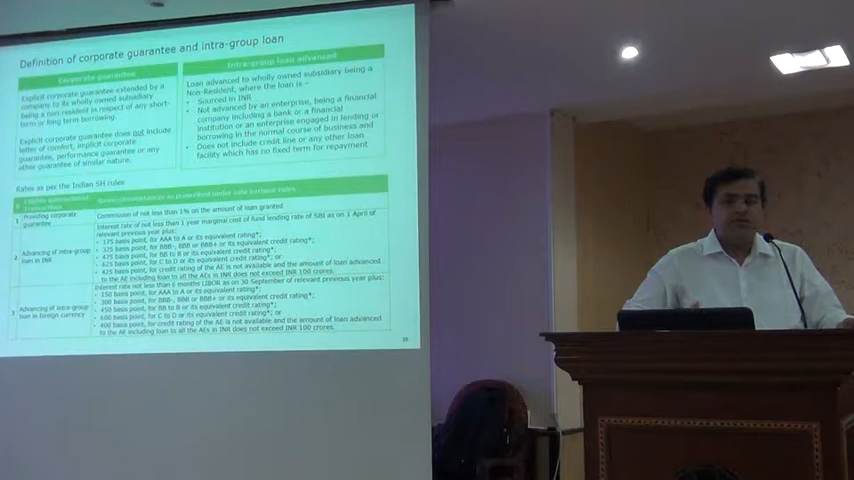 Definition of corporate guarantee and intra-group loan
Corporate guarantee
Explicit corporate guarantee extended by a
company to its wholly owned subsidiary
being a non-resident in respect of any short-
term or long term borrowing.
Explicit corporate guarantee does not include
letter of comfort, implicit corporate
guarantee, performance guarantee or any
other guarantee of similar nature.
Intra-group loan advanced
Loan advanced to wholly owned subsidiary being a
Non-Resident, where the loan is –
• Sourced in INR
• Not advanced by an enterprise, being a financial
company including a bank or a financial
institution or an enterprise engaged in lending or
borrowing in the normal course of business and
• Does not include credit line or any other loan
facility which has no fixed term for repayment
Rates as per the Indian SH rules
# Eligible International Transactions
1 Providing corporate guarantee
Commission of not less than 1% on the amount of loan granted
2 Advancing of intra-group loan in INR
Interest rate of not less than 1 year marginal cost of fund lending rate of SBI as on 1 April of
relevant previous year plus:
• 175 basis point, for AAA to A or its equivalent rating*;
• 325 basis point, for BBB-, BBB or BBB+ or its equivalent credit rating*;
• 475 basis point, for BB to B or its equivalent credit rating*;
• 625 basis point, for C to D or its equivalent credit rating*; or
• 425 basis point, for credit rating of the AE is not available and the amount of loan advanced
to the AE including loan to all the AEs in INR does not exceed INR 100 crores.
3 Advancing of intra-group loan in foreign currency
Interest rate not less than 6 months LIBOR as on 30 September of relevant previous year plus:
• 150 basis point, for AAA to A or its equivalent rating*;
• 300 basis point, for BBB-, BBB or BBB+ or its equivalent credit rating*;
• 450 basis point, for BB to B or its equivalent credit rating*;
• 600 basis point, for C to D or its equivalent credit rating*; or
• 400 basis point, for credit rating of the AE is not available and the amount of loan advanced
to the AE including loan to all the AEs in INR does not exceed INR 100 crores.